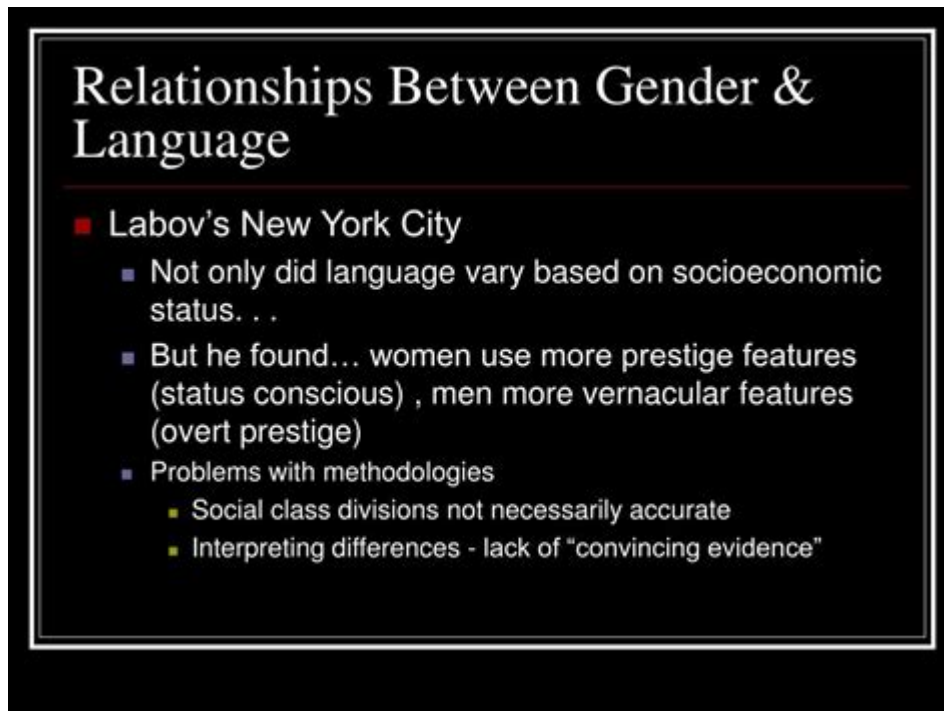 Relationships Between Gender &
Language
Labov's New York City
Not only did language vary based on socioeconomic
status. . .
But he found… women use more prestige features
(status conscious) , men more vernacular features
(overt prestige)
Problems with methodologies
Social class divisions not necessarily accurate
Interpreting differences - lack of “convincing evidence”